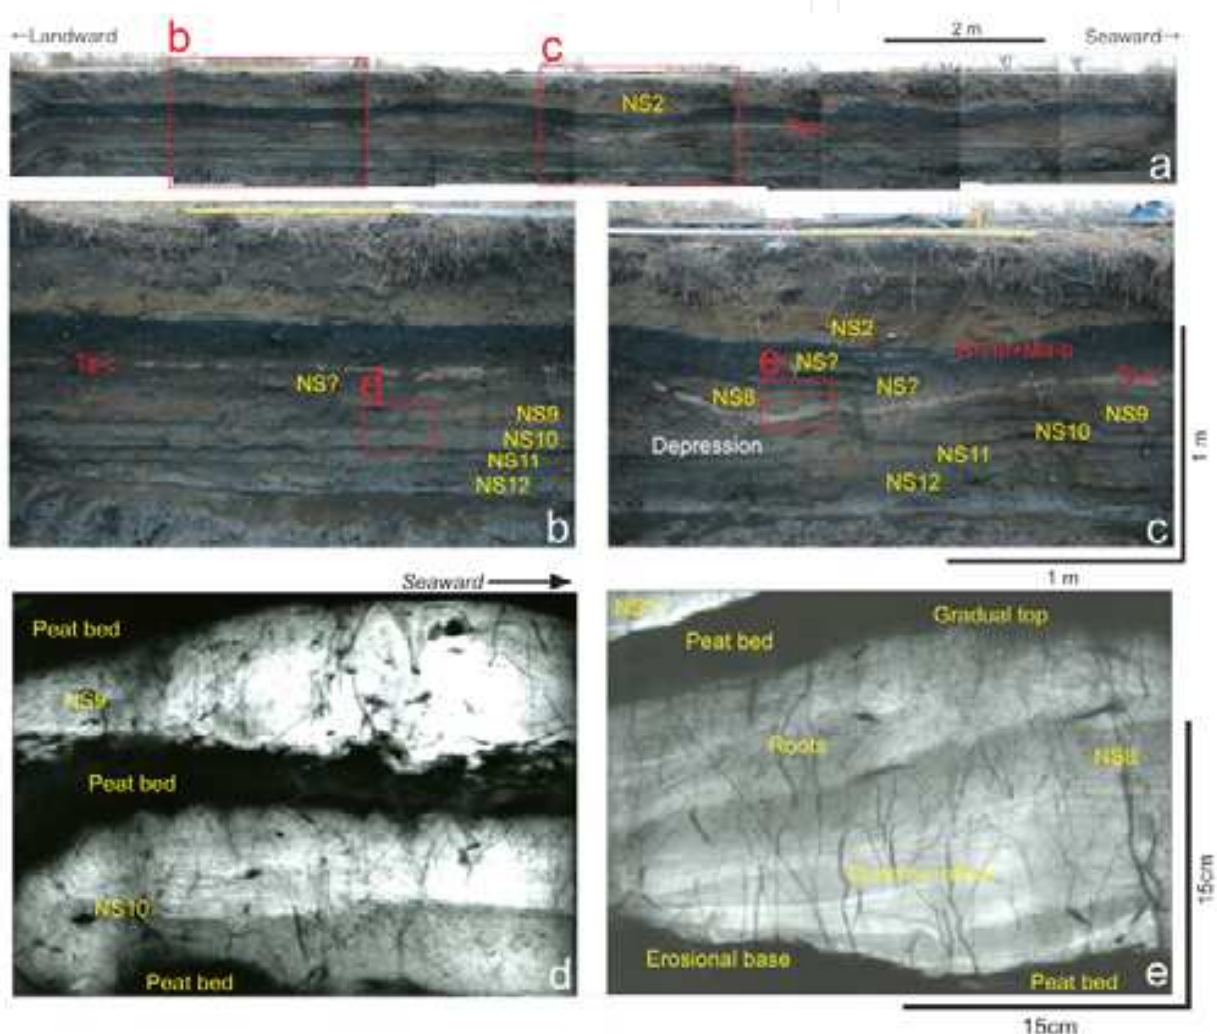 ←Landward
b
c
2 m
Seaward→
NS2
a
NS?
d
NS9
NS10
NS11
NS12
b
NS2
e
NS?
NS?
NS8
NS9
NS10
Depression
NS11
NS12
c
1 m
1 m
Seaward
Peat bed
NS9
Peat bed
NS10
Peat bed
d
Gradual top
Peat bed
Roots
NS8
Erosional base
Peat bed
e
15cm
15cm